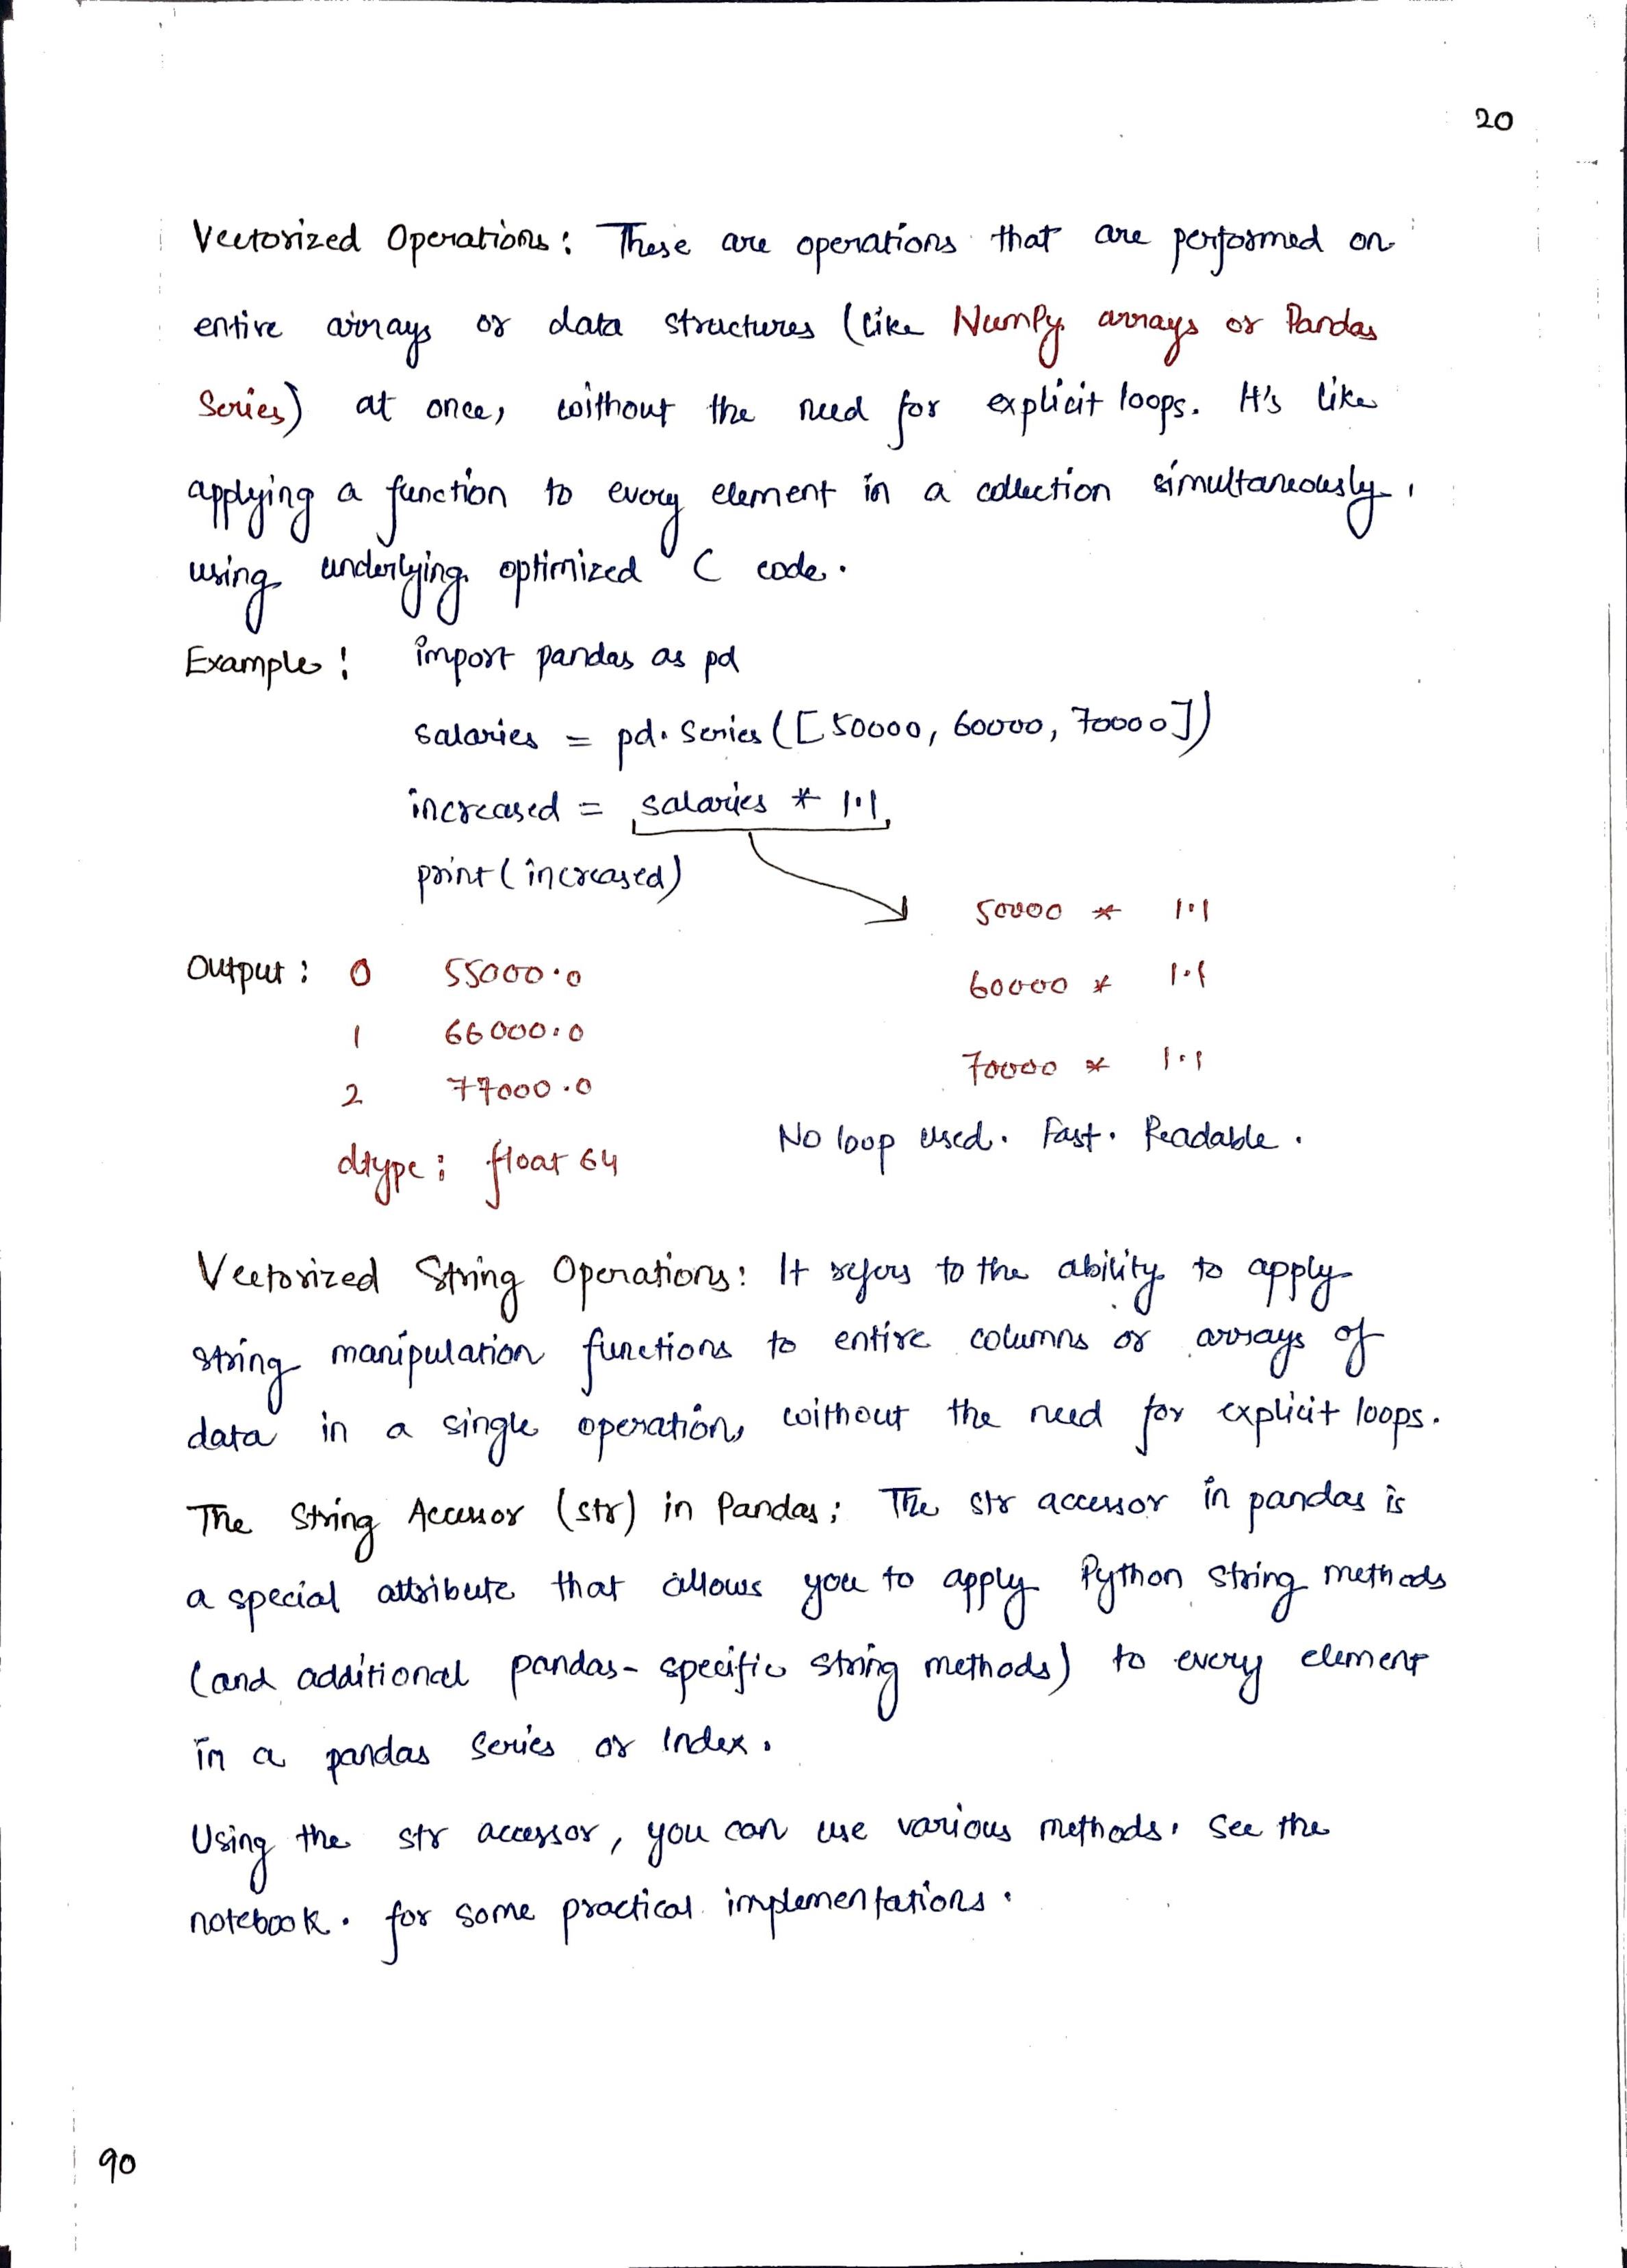 20
Vectorized Operations: These are operations that are performed on
entire arrays or data structures (like NumPy arrays or Pandas
Series) at once, without the need for explicit loops. It's like
applying a function to every element in a collection simultaneously,
using underlying optimized C code.
Example: import pandas as pd
salaries = pd.Series([50000, 60000, 70000])
increased = salaries * 1.1
print(increased)
50000 * 1.1
Output: 0 55000.0
60000 * 1.1
1 66000.0
70000 * 1.1
2 77000.0
No loop used. Fast. Readable.
dtype: float64
Vectorized String Operations: It refers to the ability to apply
string manipulation functions to entire columns or arrays of
data in a single operation, without the need for explicit loops.
The String Accessor (str) in Pandas: The str accessor in pandas is
a special attribute that allows you to apply Python string methods
(and additional pandas-specific string methods) to every element
in a pandas Series or Index.
Using the str accessor, you can use various methods. See the
notebook. for some practical implementations.
90